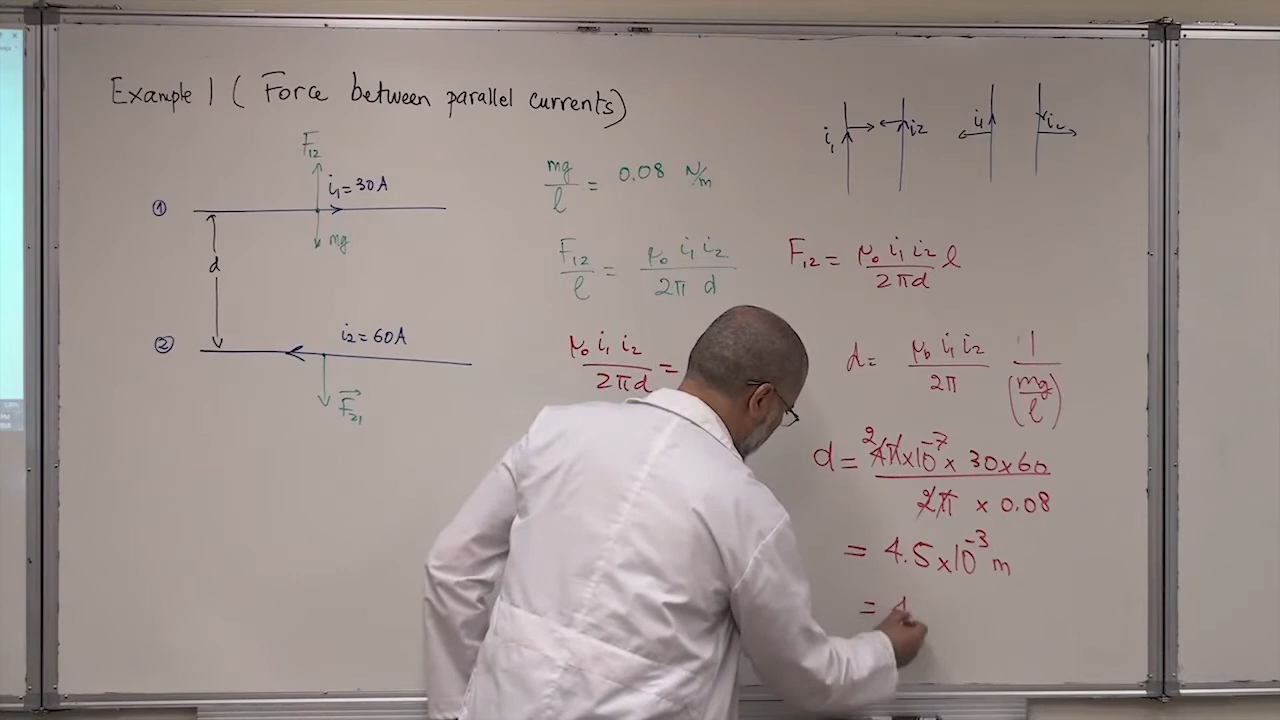 Example 1 ( Force between parallel currents)
F12
i1 = 30 A
①
mg
d
i2 = 60 A
②
F21
mg/l = 0.08 N/m
F12/l = μ0 i1 i2 / 2π d
μ0 i1 i2 / 2πd =
i1 i2
i1 i2
F12 = μ0 i1 i2 / 2πd l
d = μ0 i1 i2 / 2π 1/(mg/l)
d = 2 4π×10^-7 × 30×60 / 2π × 0.08
= 4.5×10^-3 m
= 4